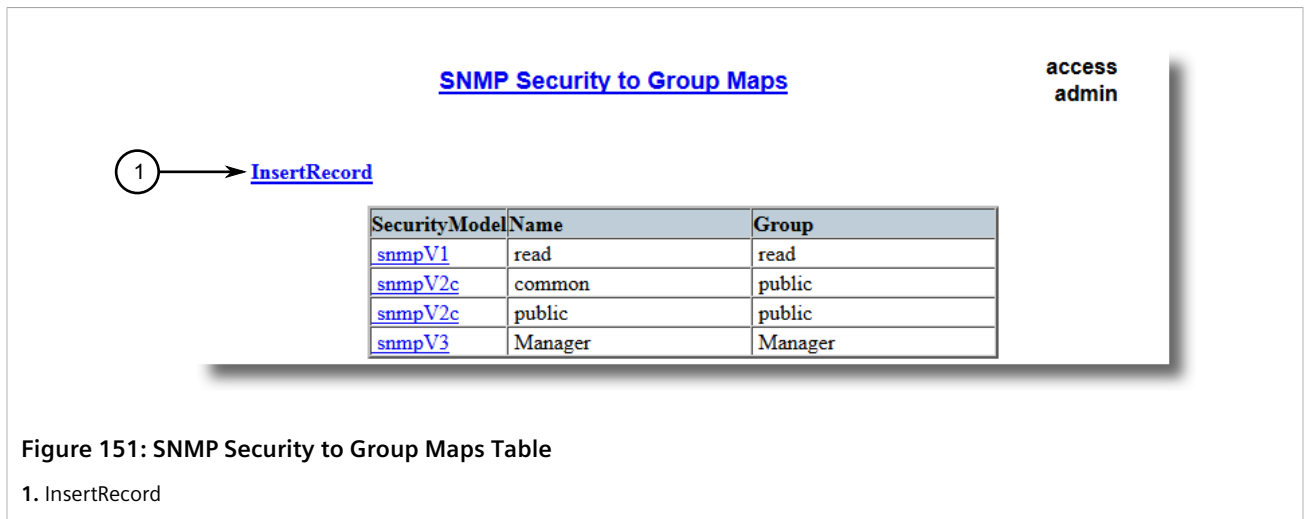 SNMP Security to Group Maps
access
admin
1
InsertRecord
SecurityModel Name Group
snmpV1 read read
snmpV2c common public
snmpV2c public public
snmpV3 Manager Manager
Figure 151: SNMP Security to Group Maps Table
1. InsertRecord